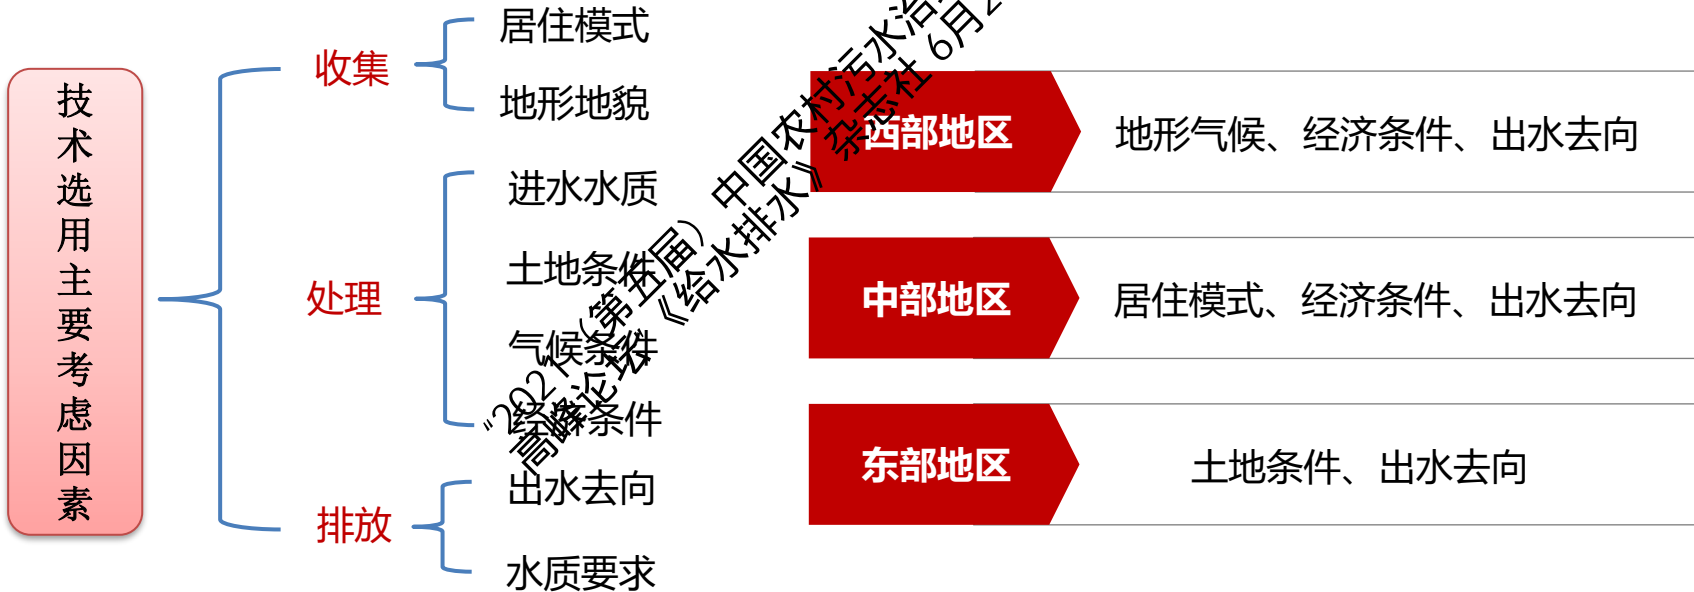 技术选用主要考虑因素
收集
居住模式
地形地貌
处理
进水水质
土地条件
气候条件
经济条件
排放
出水去向
水质要求
西部地区
地形气候、经济条件、出水去向
中部地区
居住模式、经济条件、出水去向
东部地区
土地条件、出水去向
"2021（第五届）中国农村污水治
高峰论坛"《给水排水》杂志社 6月2